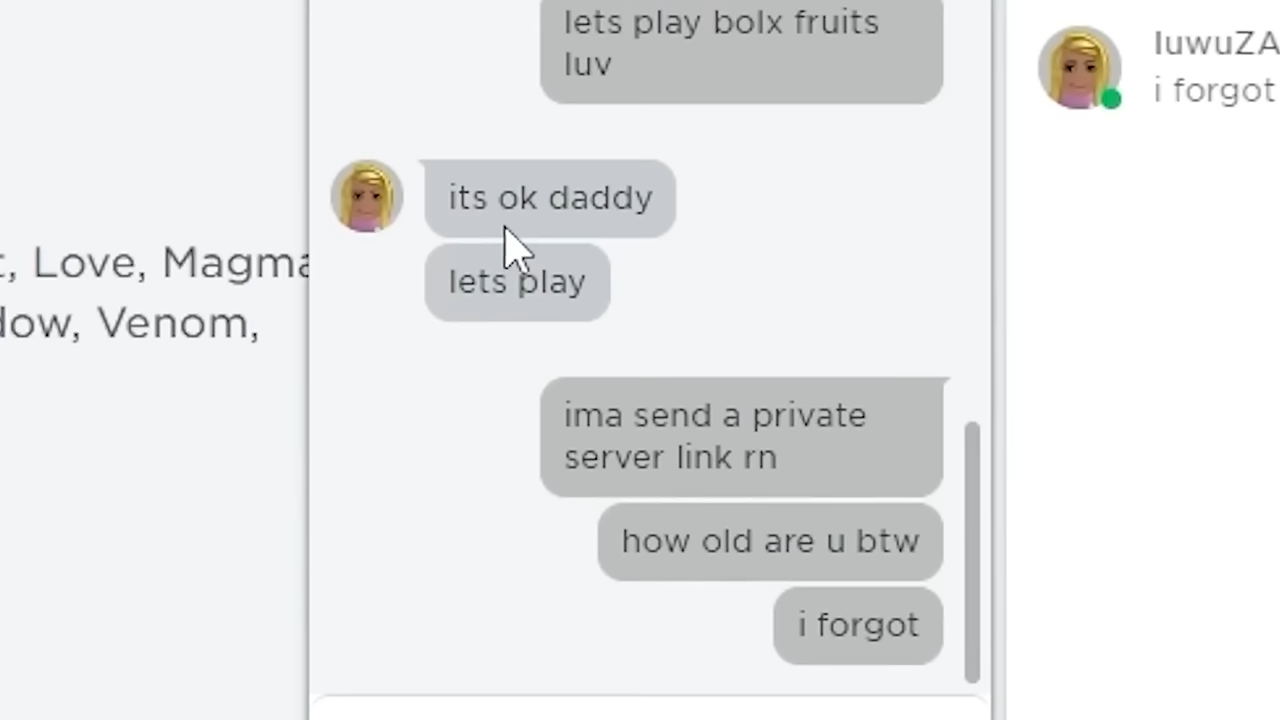 lets play bolx fruits
luv
its ok daddy
lets play
ima send a private
server link rn
how old are u btw
i forgot
, Love, Magma
dow, Venom,
luwuZA
i forgot